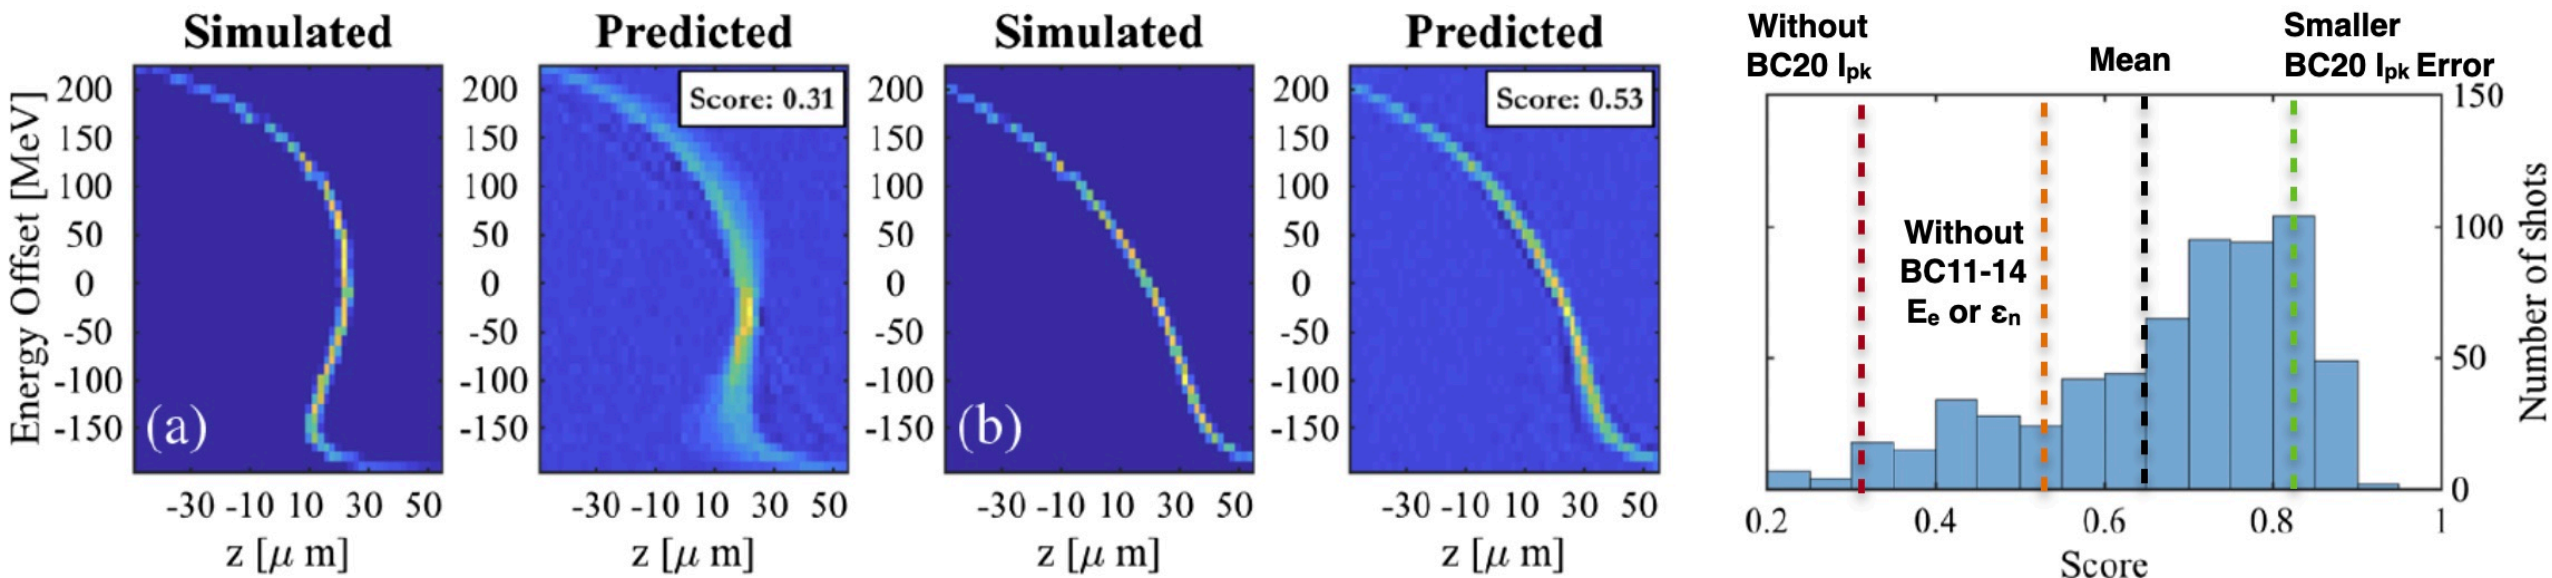 Simulated
Predicted
Simulated
Predicted
Energy Offset [MeV]
200
150
100
50
0
-50
-100
-150
(a)
-30 -10 10 30 50
z [μ m]
200
150
100
50
0
-50
-100
-150
Score: 0.31
-30 -10 10 30 50
z [μ m]
200
150
100
50
0
-50
-100
-150
(b)
-30 -10 10 30 50
z [μ m]
200
150
100
50
0
-50
-100
-150
Score: 0.53
-30 -10 10 30 50
z [μ m]
Without
BC20 Ipk
Mean
Smaller
BC20 Ipk Error
Without
BC11-14
Ee or εn
150
100
50
0
Number of shots
0.2 0.4 0.6 0.8 1
Score